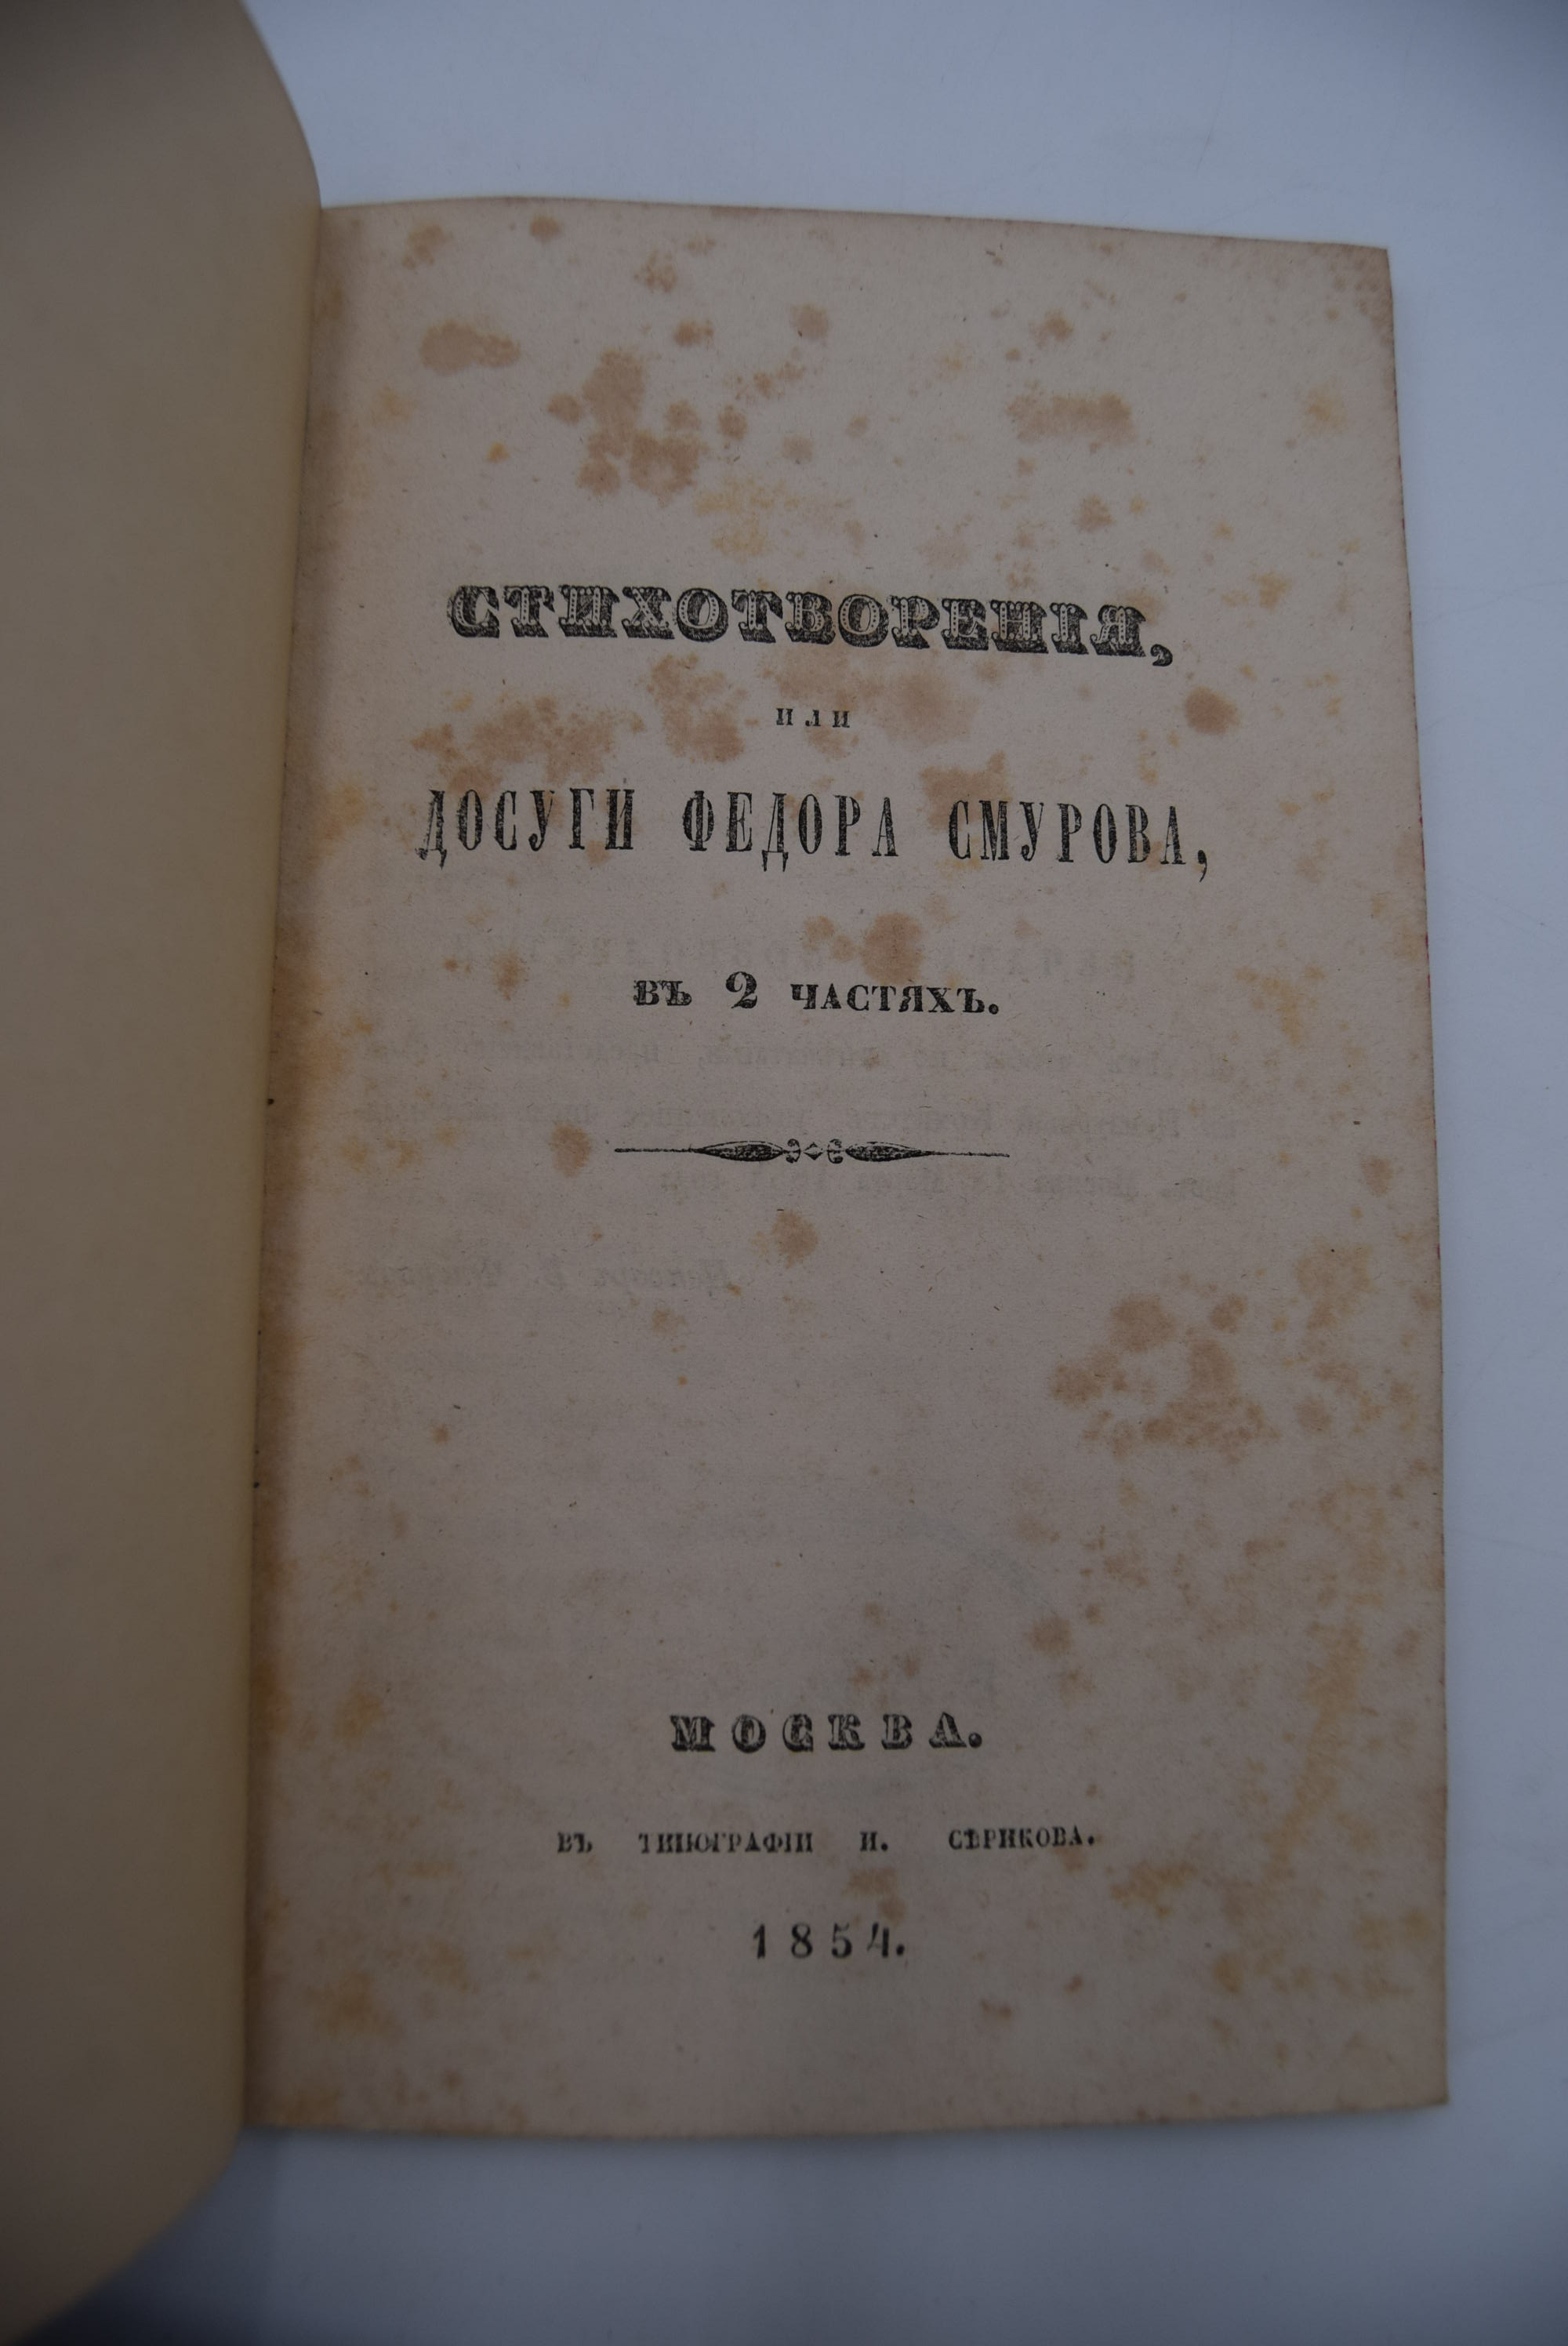 СТИХОТВОРЕНІЯ,
ИЛИ
ДОСУГИ ФЕДОРА СМУРОВА,
ВЪ 2 ЧАСТЯХЪ.
МОСКВА.
ВЪ ТИПОГРАФІИ И. СѢРИКОВА.
1854.